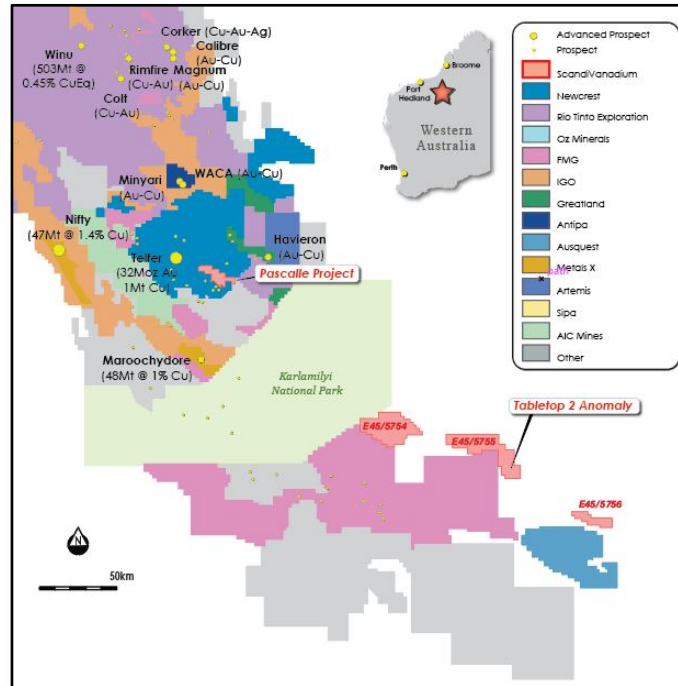 Corker (Cu-Au-Ag)
Winu
(503Mt @
0.45% CuEq)
Calibre
(Au-Cu)
Rimfire
(Cu-Au)
Magnum
(Au-Cu)
Colt
(Cu-Au)
Minyari
(Au-Cu)
WACA (Au-Cu)
Nifty
(47Mt @ 1.4% Cu)
Telfer
(32Moz Au
1Mt Cu)
Havieron
(Au-Cu)
Pascalle Project
Maroochydore
(48Mt @ 1% Cu)
Karlamilyi
National Park
Tabletop 2 Anomaly
E45/5754
E45/5755
E45/5756
N
50km
Broome
Port
Hedland
Western
Australia
Perth
Advanced Prospect
Prospect
ScandiVanadium
Newcrest
Rio Tinto Exploration
Oz Minerals
FMG
IGO
Greatland
Antipa
Ausquest
Metals X
Artemis
Sipa
AIC Mines
Other